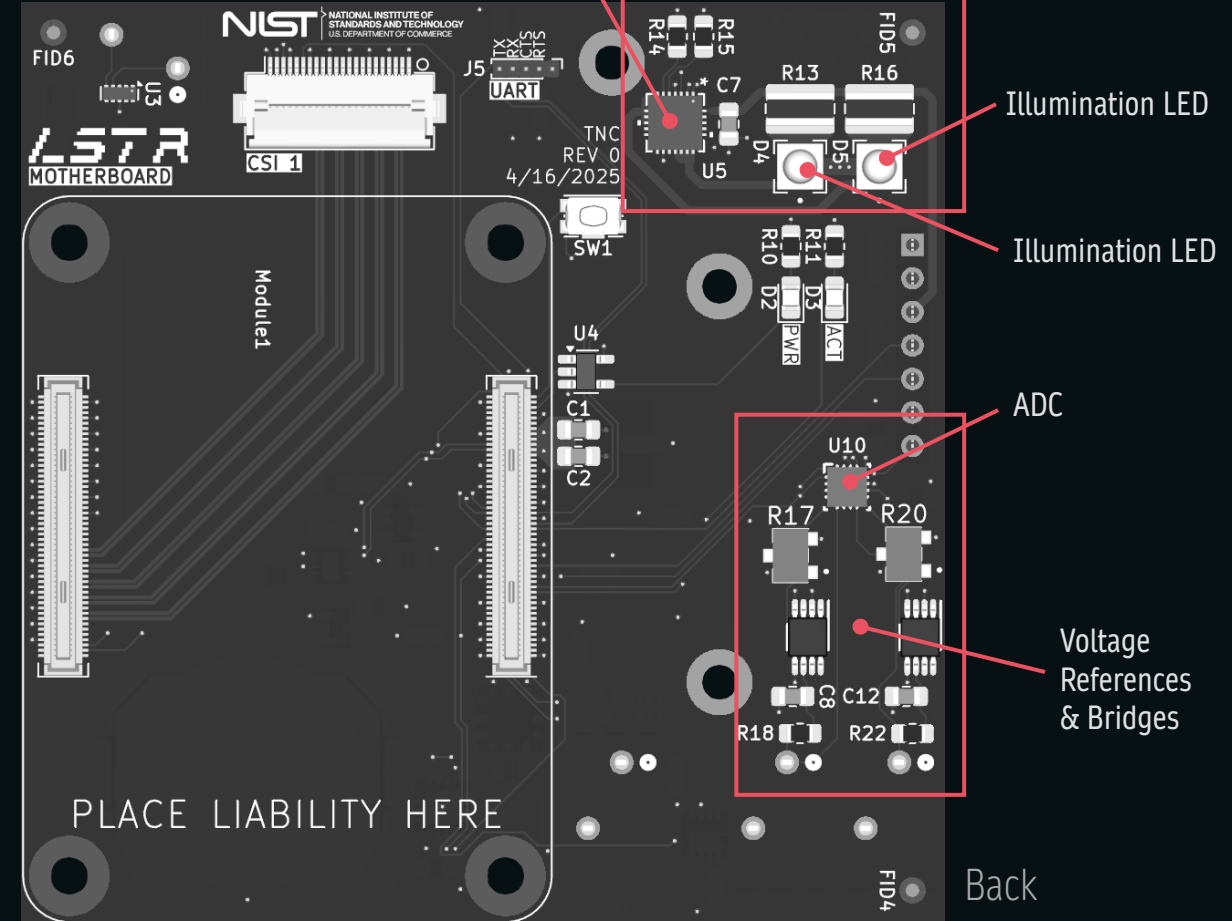 NIST
NATIONAL INSTITUTE OF
STANDARDS AND TECHNOLOGY
U.S. DEPARTMENT OF COMMERCE
FID6
U3
LSTR
MOTHERBOARD
CSI 1
J5
TX
RX
CTS
RTS
UART
TNC
REV 0
4/16/2025
SW1
R14
R15
C7
U5
R13
R16
D4
D5
FID5
Illumination LED
Illumination LED
R10
R11
D2
D3
PWR
ACT
Module1
U4
C1
C2
ADC
U10
R17
R20
Voltage
References
& Bridges
C8
C12
R18
R22
PLACE LIABILITY HERE
FID4
Back